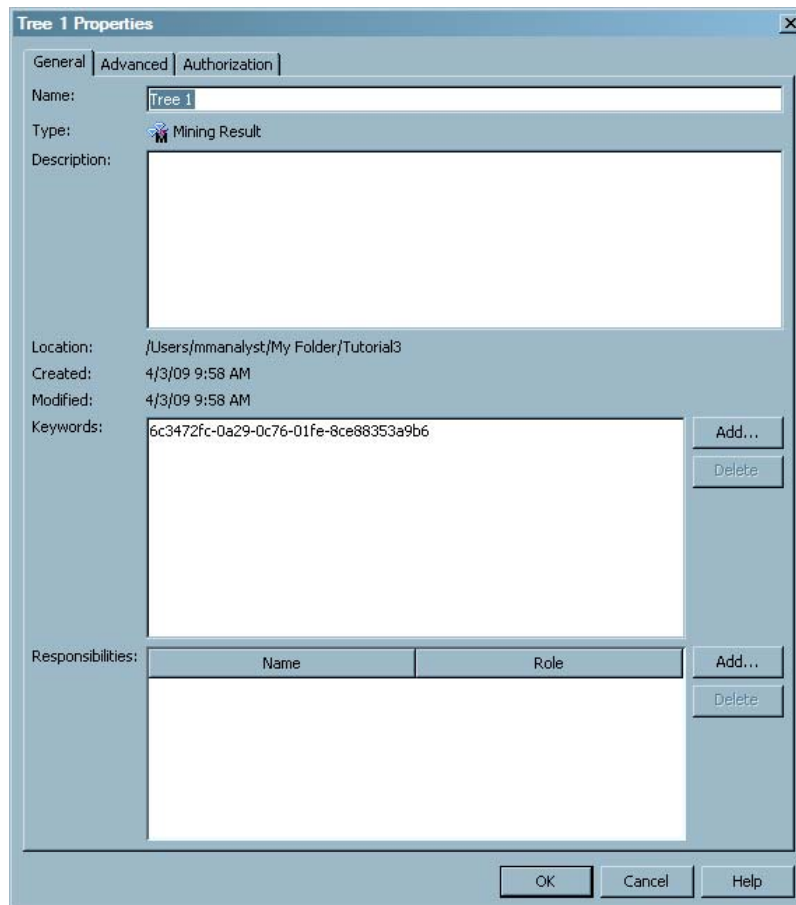 Tree 1 Properties
General Advanced Authorization
Name: Tree 1
Type: Mining Result
Description:
Location: /Users/mmanalyst/My Folder/Tutorial3
Created: 4/3/09 9:58 AM
Modified: 4/3/09 9:58 AM
Keywords: 6c3472fc-0a29-0c76-01fe-8ce88353a9b6 Add...
Delete
Responsibilities: Name Role Add...
Delete
OK Cancel Help